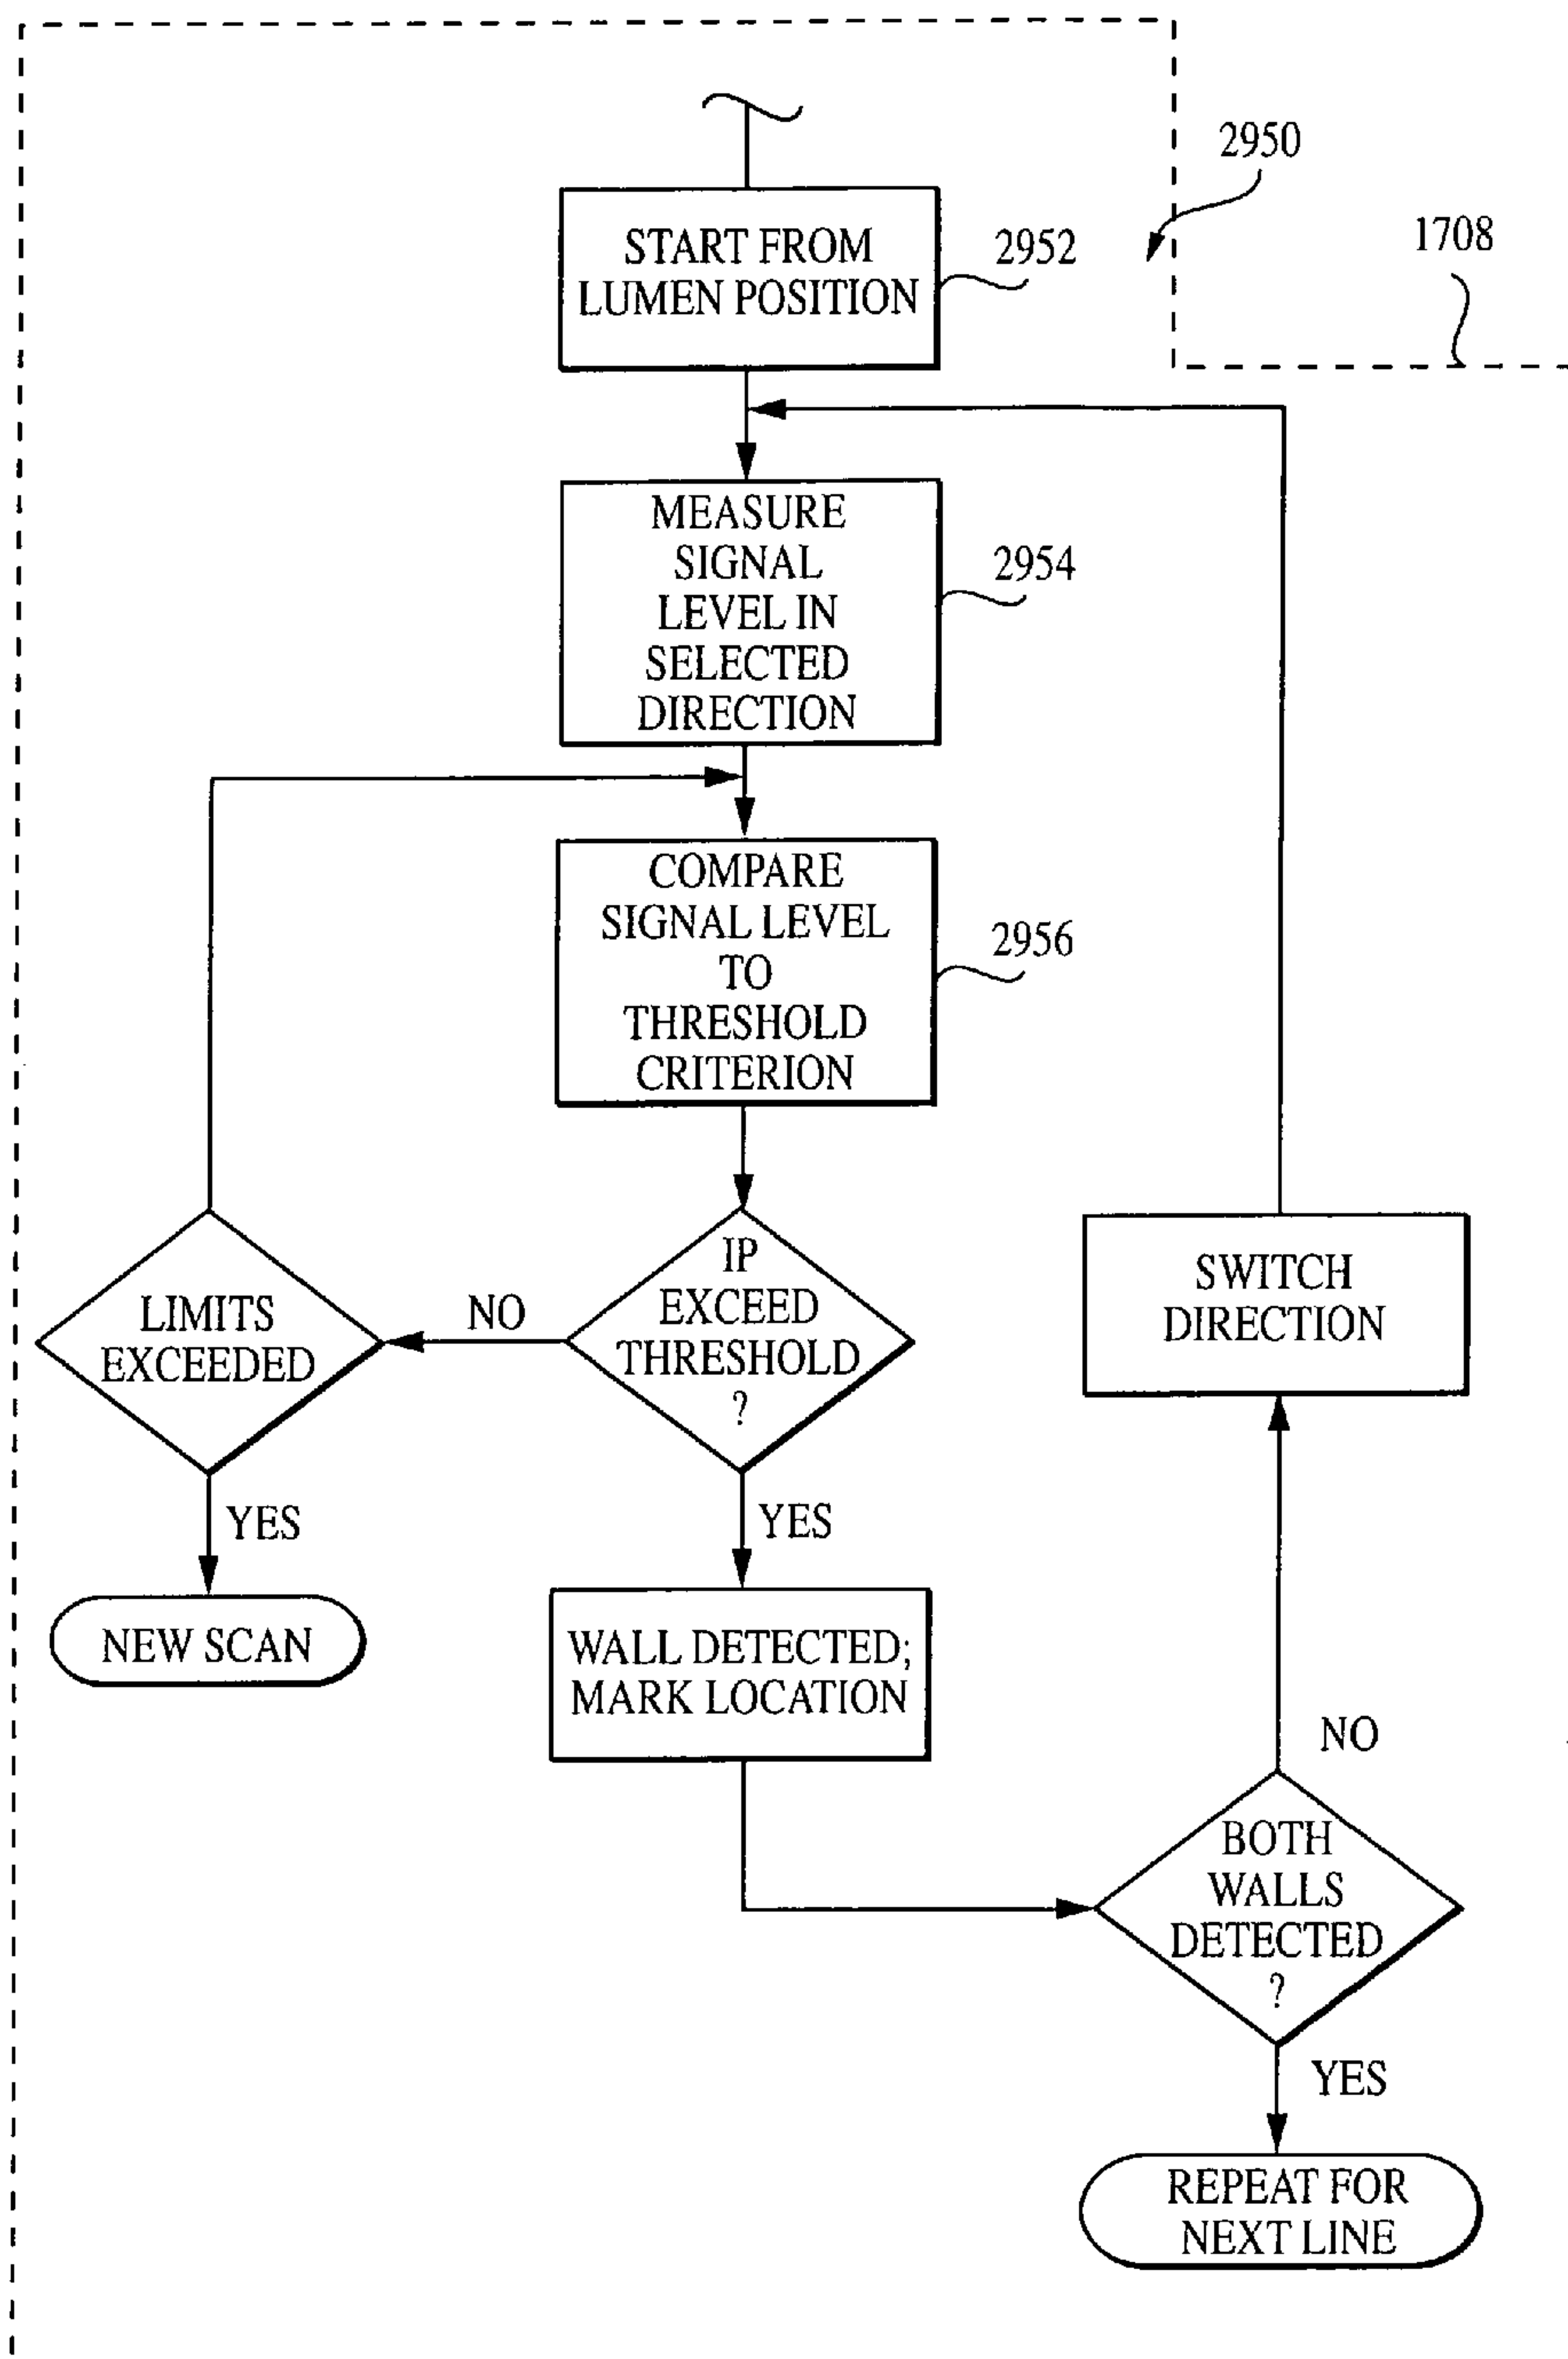 2950
1708
START FROM
LUMEN POSITION
2952
MEASURE
SIGNAL
LEVEL IN
SELECTED
DIRECTION
2954
COMPARE
SIGNAL LEVEL
TO
THRESHOLD
CRITERION
2956
IP
EXCEED
THRESHOLD
?
NO
LIMITS
EXCEEDED
YES
NEW SCAN
YES
WALL DETECTED;
MARK LOCATION
SWITCH
DIRECTION
NO
BOTH
WALLS
DETECTED
?
YES
REPEAT FOR
NEXT LINE